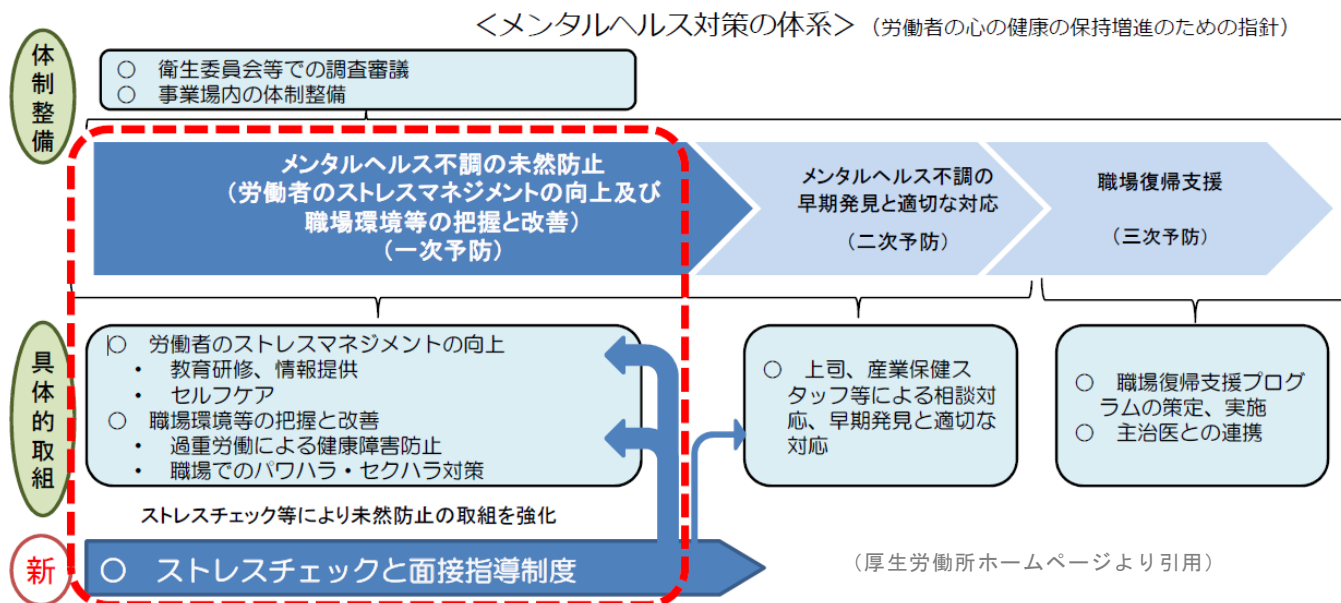 ＜メンタルヘルス対策の体系＞（労働者の心の健康の保持増進のための指針）
体制整備
○ 衛生委員会等での調査審議
○ 事業場内の体制整備
メンタルヘルス不調の未然防止
（労働者のストレスマネジメントの向上及び
職場環境等の把握と改善）
（一次予防）
メンタルヘルス不調の
早期発見と適切な対応
（二次予防）
職場復帰支援
（三次予防）
具体的取組
○ 労働者のストレスマネジメントの向上
・ 教育研修、情報提供
・ セルフケア
○ 職場環境等の把握と改善
・ 過重労働による健康障害防止
・ 職場でのパワハラ・セクハラ対策
○ 上司、産業保健ス
タッフ等による相談対
応、早期発見と適切な
対応
○ 職場復帰支援プログ
ラムの策定、実施
○ 主治医との連携
ストレスチェック等により未然防止の取組を強化
新
○ ストレスチェックと面接指導制度
（厚生労働所ホームページより引用）